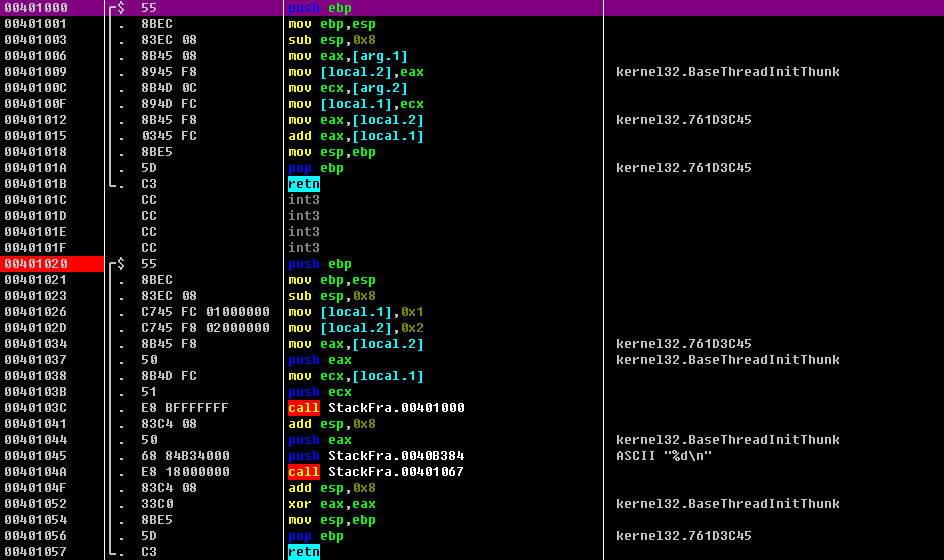 00401000 $ 55 push ebp
00401001 . 8BEC mov ebp,esp
00401003 . 83EC 08 sub esp,0x8
00401006 . 8B45 08 mov eax,[arg.1]
00401009 . 8945 F8 mov [local.2],eax kernel32.BaseThreadInitThunk
0040100C . 8B4D 0C mov ecx,[arg.2]
0040100F . 894D FC mov [local.1],ecx
00401012 . 8B45 F8 mov eax,[local.2] kernel32.761D3C45
00401015 . 0345 FC add eax,[local.1]
00401018 . 8BE5 mov esp,ebp
0040101A . 5D pop ebp kernel32.761D3C45
0040101B . C3 retn
0040101C CC int3
0040101D CC int3
0040101E CC int3
0040101F CC int3
00401020 $ 55 push ebp
00401021 . 8BEC mov ebp,esp
00401023 . 83EC 08 sub esp,0x8
00401026 . C745 FC 01000000 mov [local.1],0x1
0040102D . C745 F8 02000000 mov [local.2],0x2
00401034 . 8B45 F8 mov eax,[local.2] kernel32.761D3C45
00401037 . 50 push eax kernel32.BaseThreadInitThunk
00401038 . 8B4D FC mov ecx,[local.1]
0040103B . 51 push ecx
0040103C . E8 BFFFFFFF call StackFra.00401000
00401041 . 83C4 08 add esp,0x8
00401044 . 50 push eax kernel32.BaseThreadInitThunk
00401045 . 68 84B34000 push StackFra.0040B384 ASCII "%d\n"
0040104A . E8 18000000 call StackFra.00401067
0040104F . 83C4 08 add esp,0x8
00401052 . 33C0 xor eax,eax kernel32.BaseThreadInitThunk
00401054 . 8BE5 mov esp,ebp
00401056 . 5D pop ebp kernel32.761D3C45
00401057 . C3 retn